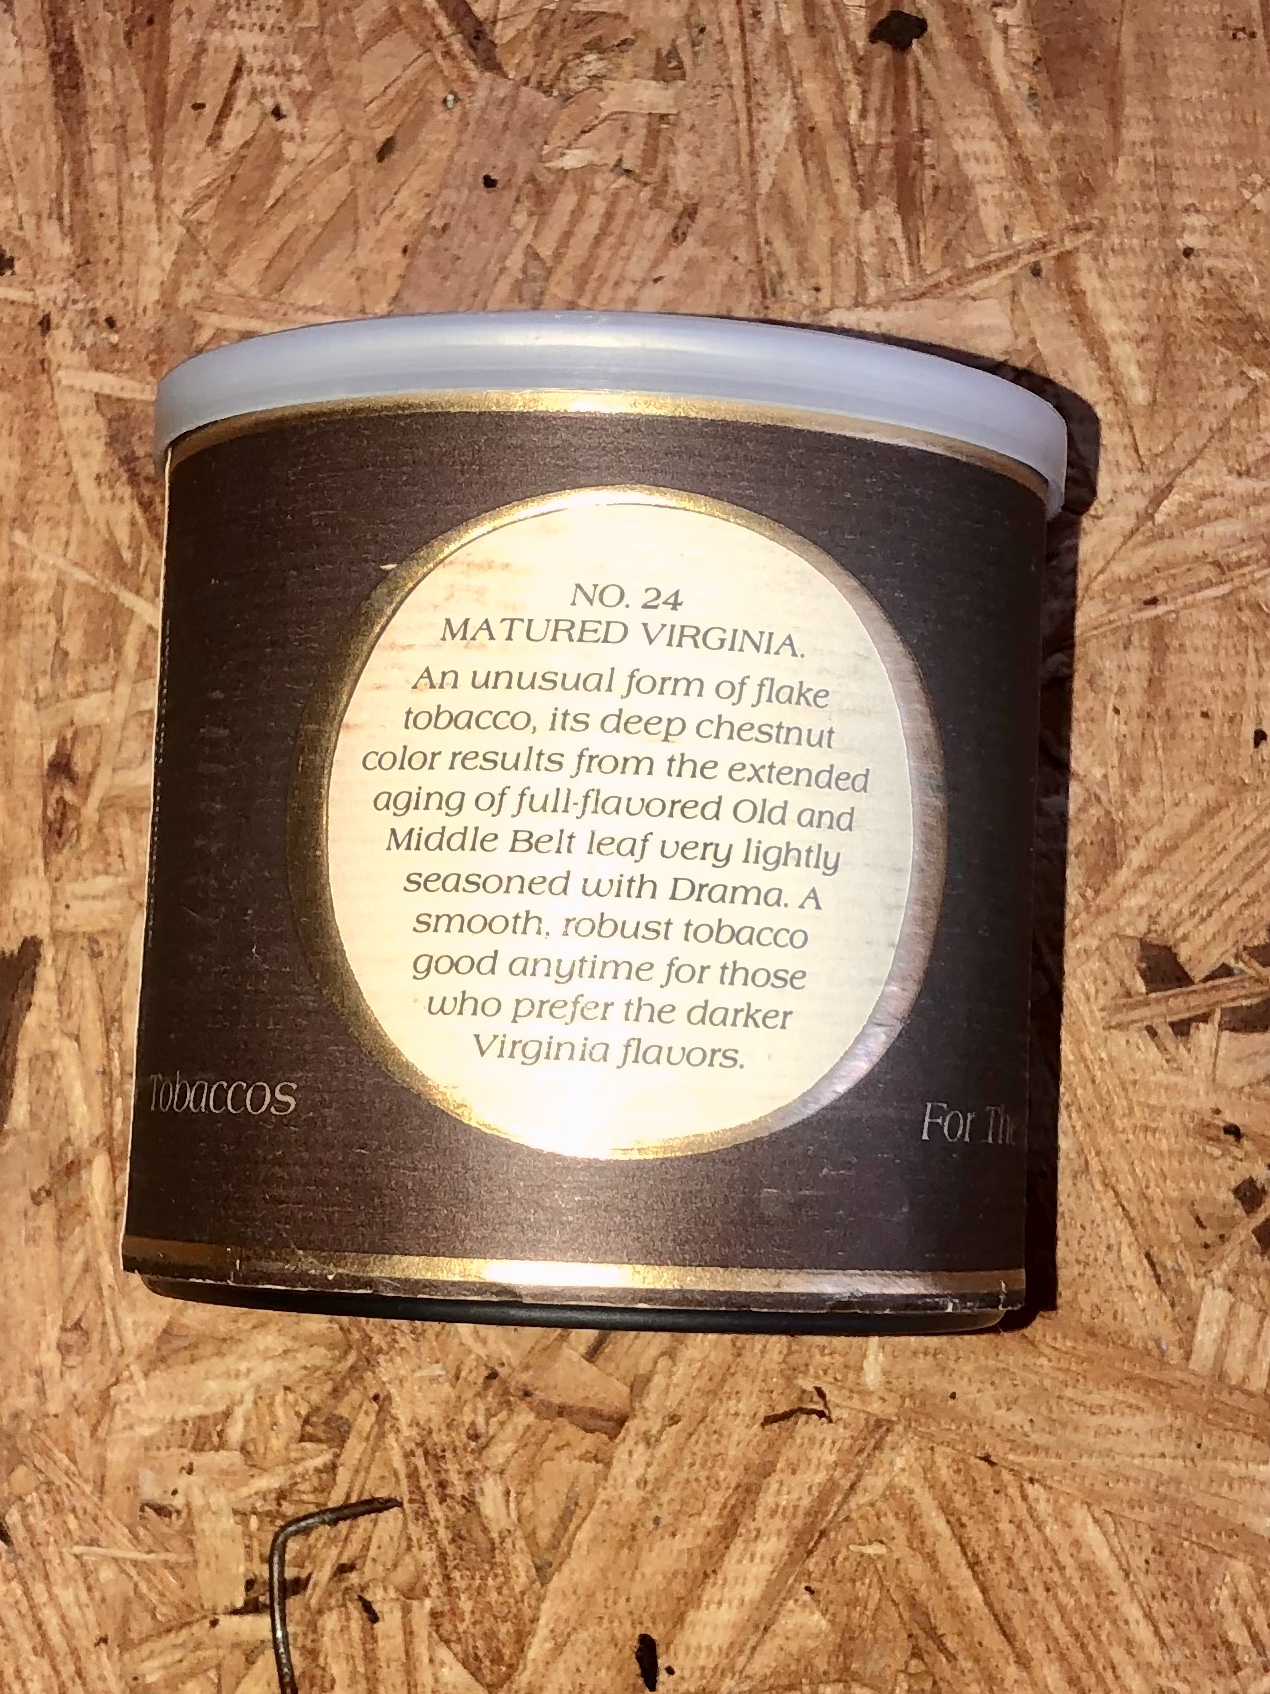 NO. 24
MATURED VIRGINIA.
An unusual form of flake
tobacco, its deep chestnut
color results from the extended
aging of full-flavored Old and
Middle Belt leaf very lightly
seasoned with Drama. A
smooth, robust tobacco
good anytime for those
who prefer the darker
Virginia flavors.
Tobaccos
For The